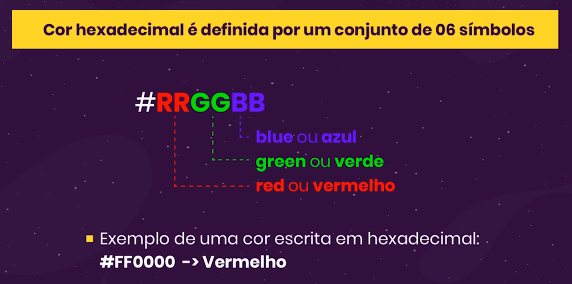 Cor hexadecimal é definida por um conjunto de 06 símbolos
#RRGGBB
blue ou azul
green ou verde
red ou vermelho
Exemplo de uma cor escrita em hexadecimal:
#FF0000 -> Vermelho